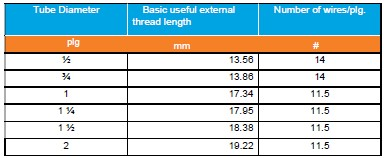 Tube Diameter Basic useful external thread length Number of wires/plg.
plg mm #
½ 13.56 14
¾ 13.86 14
1 17.34 11.5
1 ¼ 17.95 11.5
1 ½ 18.38 11.5
2 19.22 11.5